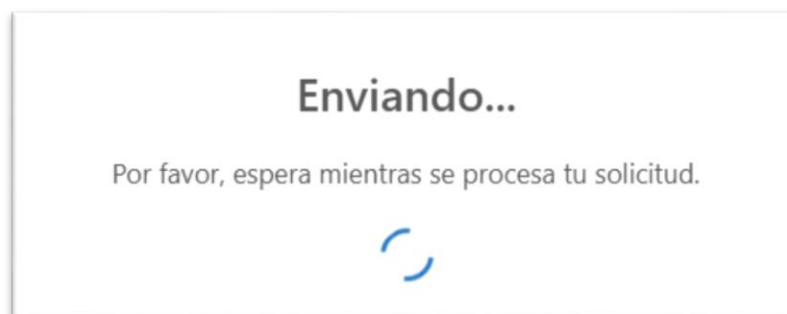 Enviando...
Por favor, espera mientras se procesa tu solicitud.